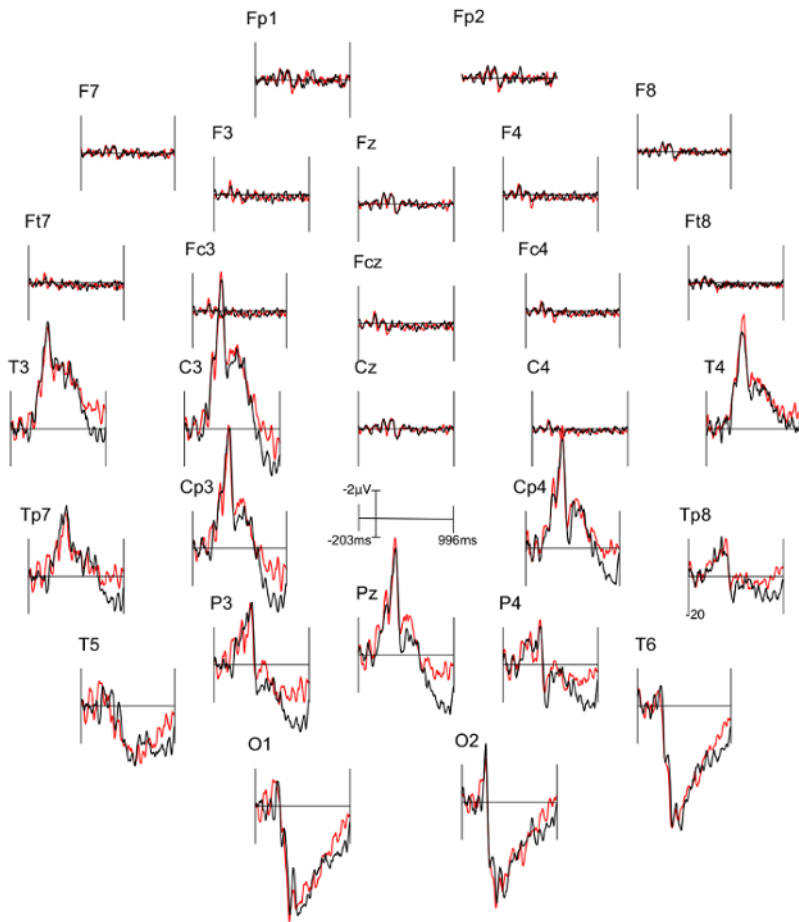 Fp1 Fp2
F7 F8
F3 Fz F4
Ft7 Fc3 Fcz Fc4 Ft8
T3 C3 Cz C4 T4
Tp7 Cp3 -2μV Cp4 Tp8
-203ms 996ms
-20
T5 P3 Pz P4 T6
O1 O2